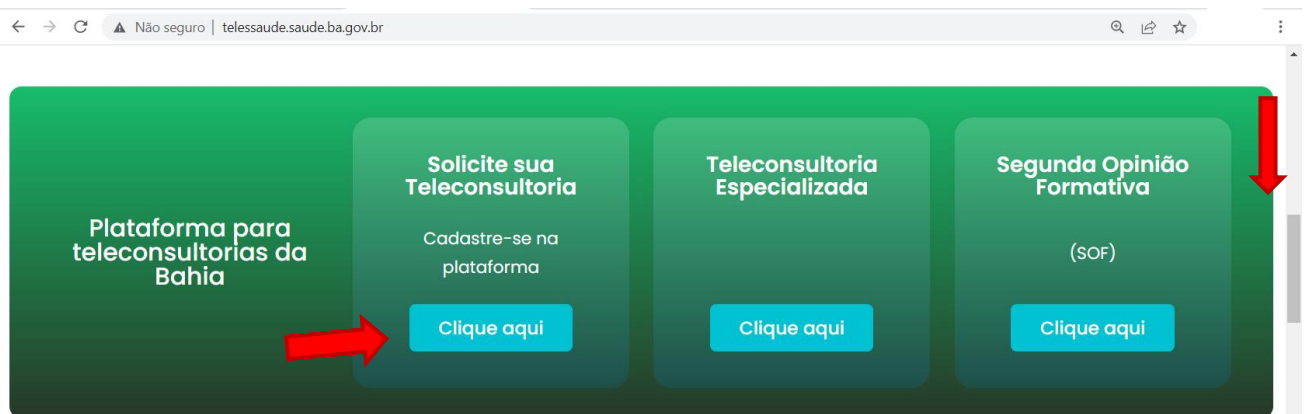 Não seguro | telessaude.saude.ba.gov.br
Plataforma para
teleconsultorias da
Bahia
Solicite sua
Teleconsultoria
Cadastre-se na
plataforma
Clique aqui
Teleconsultoria
Especializada
Clique aqui
Segunda Opinião
Formativa
(SOF)
Clique aqui